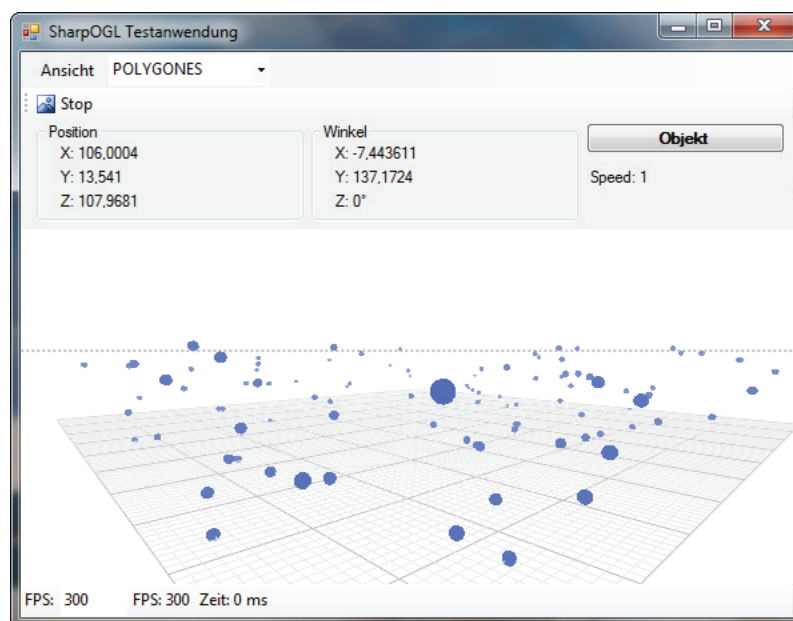 SharpOGL Testanwendung
Ansicht POLYGONES
Stop
Position
X: 106,0004
Y: 13,541
Z: 107,9681
Winkel
X: -7,443611
Y: 137,1724
Z: 0°
Objekt
Speed: 1
FPS: 300 FPS: 300 Zeit: 0 ms